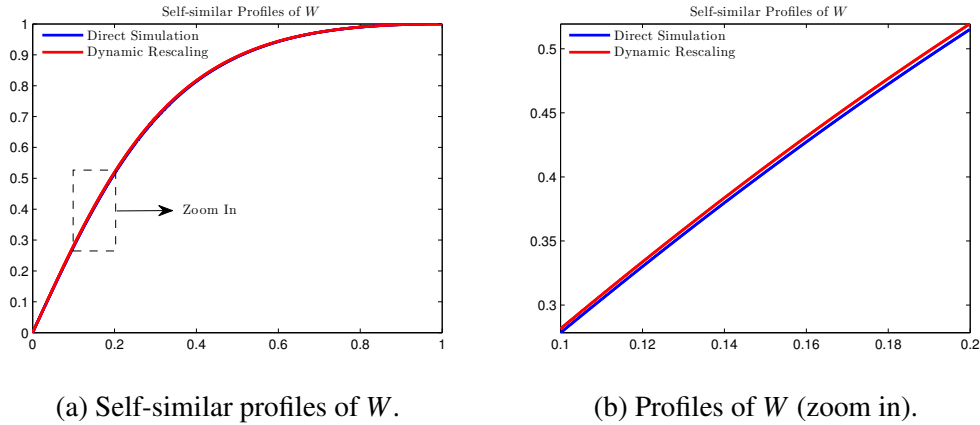 Self-similar Profiles of W
Direct Simulation
Dynamic Rescaling
1
0.9
0.8
0.7
0.6
0.5
0.4
0.3
0.2
0.1
0
Zoom In
0 0.2 0.4 0.6 0.8 1
(a) Self-similar profiles of W.
Self-similar Profiles of W
Direct Simulation
Dynamic Rescaling
0.5
0.45
0.4
0.35
0.3
0.1 0.12 0.14 0.16 0.18 0.2
(b) Profiles of W (zoom in).